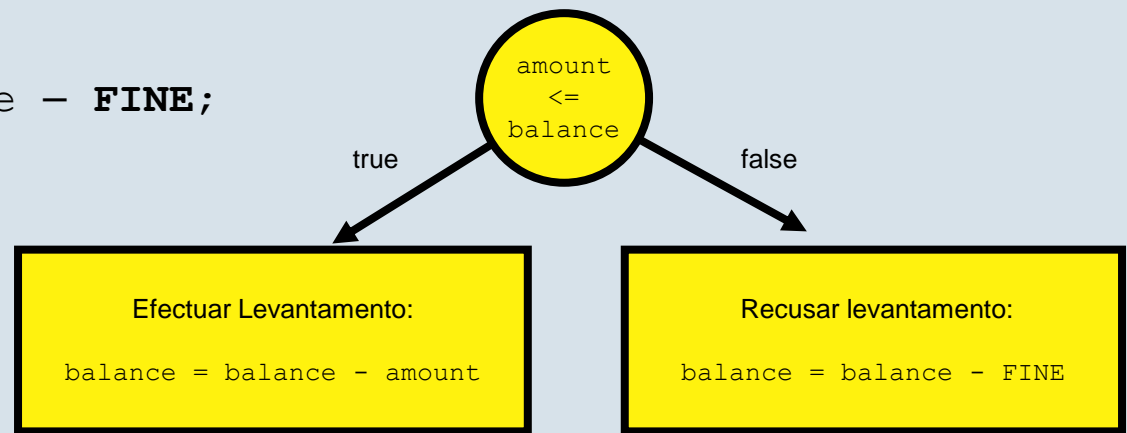 e – FINE;
amount
<=
balance
true
false
Efectuar Levantamento:
balance = balance - amount
Recusar levantamento:
balance = balance - FINE